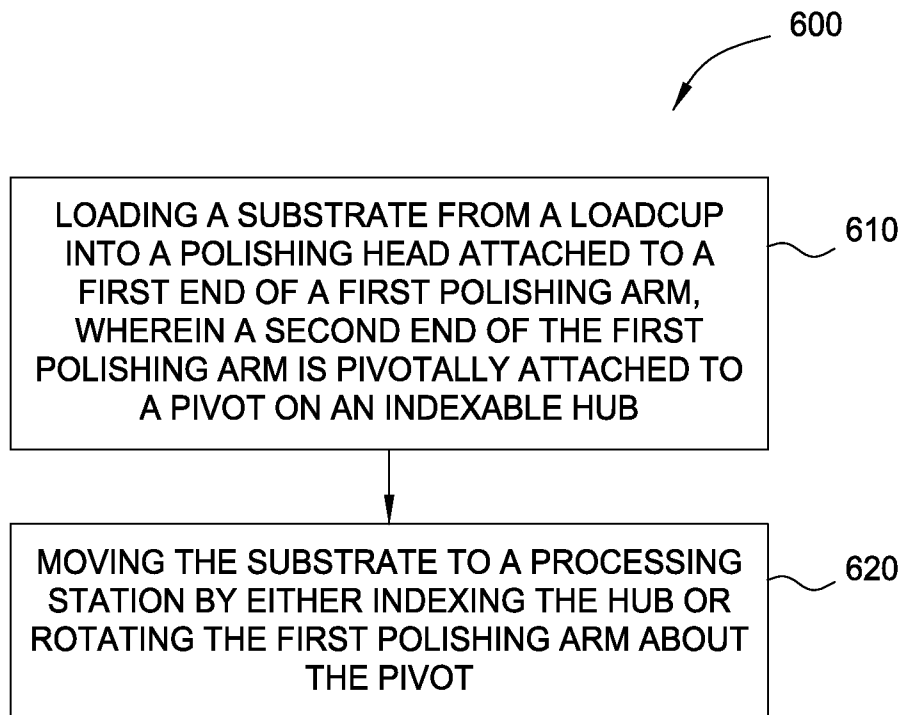 600
LOADING A SUBSTRATE FROM A LOADCUP
INTO A POLISHING HEAD ATTACHED TO A
FIRST END OF A FIRST POLISHING ARM,
WHEREIN A SECOND END OF THE FIRST
POLISHING ARM IS PIVOTALLY ATTACHED TO
A PIVOT ON AN INDEXABLE HUB
610
MOVING THE SUBSTRATE TO A PROCESSING
STATION BY EITHER INDEXING THE HUB OR
ROTATING THE FIRST POLISHING ARM ABOUT
THE PIVOT
620